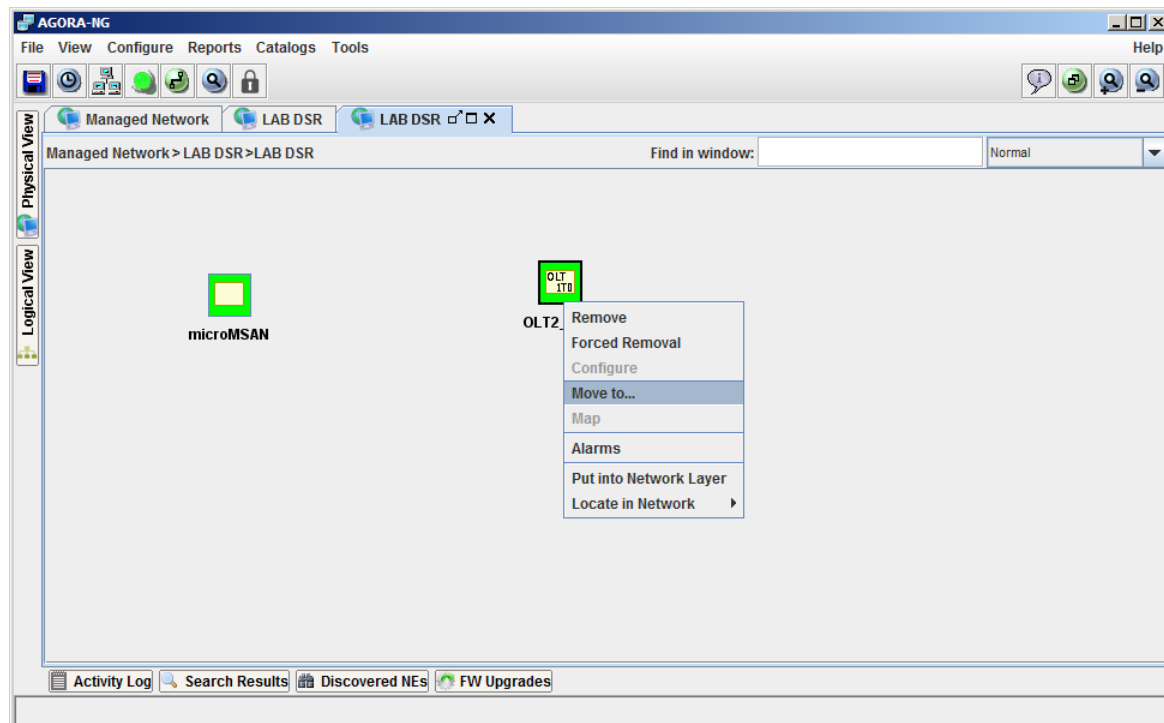 AGORA-NG
File View Configure Reports Catalogs Tools Help
Managed Network LAB DSR LAB DSR
Managed Network > LAB DSR >LAB DSR Find in window: Normal
Physical View
Logical View
OLT
1T0
microMSAN
OLT2_
Remove
Forced Removal
Configure
Move to...
Map
Alarms
Put into Network Layer
Locate in Network
Activity Log Search Results Discovered NEs FW Upgrades